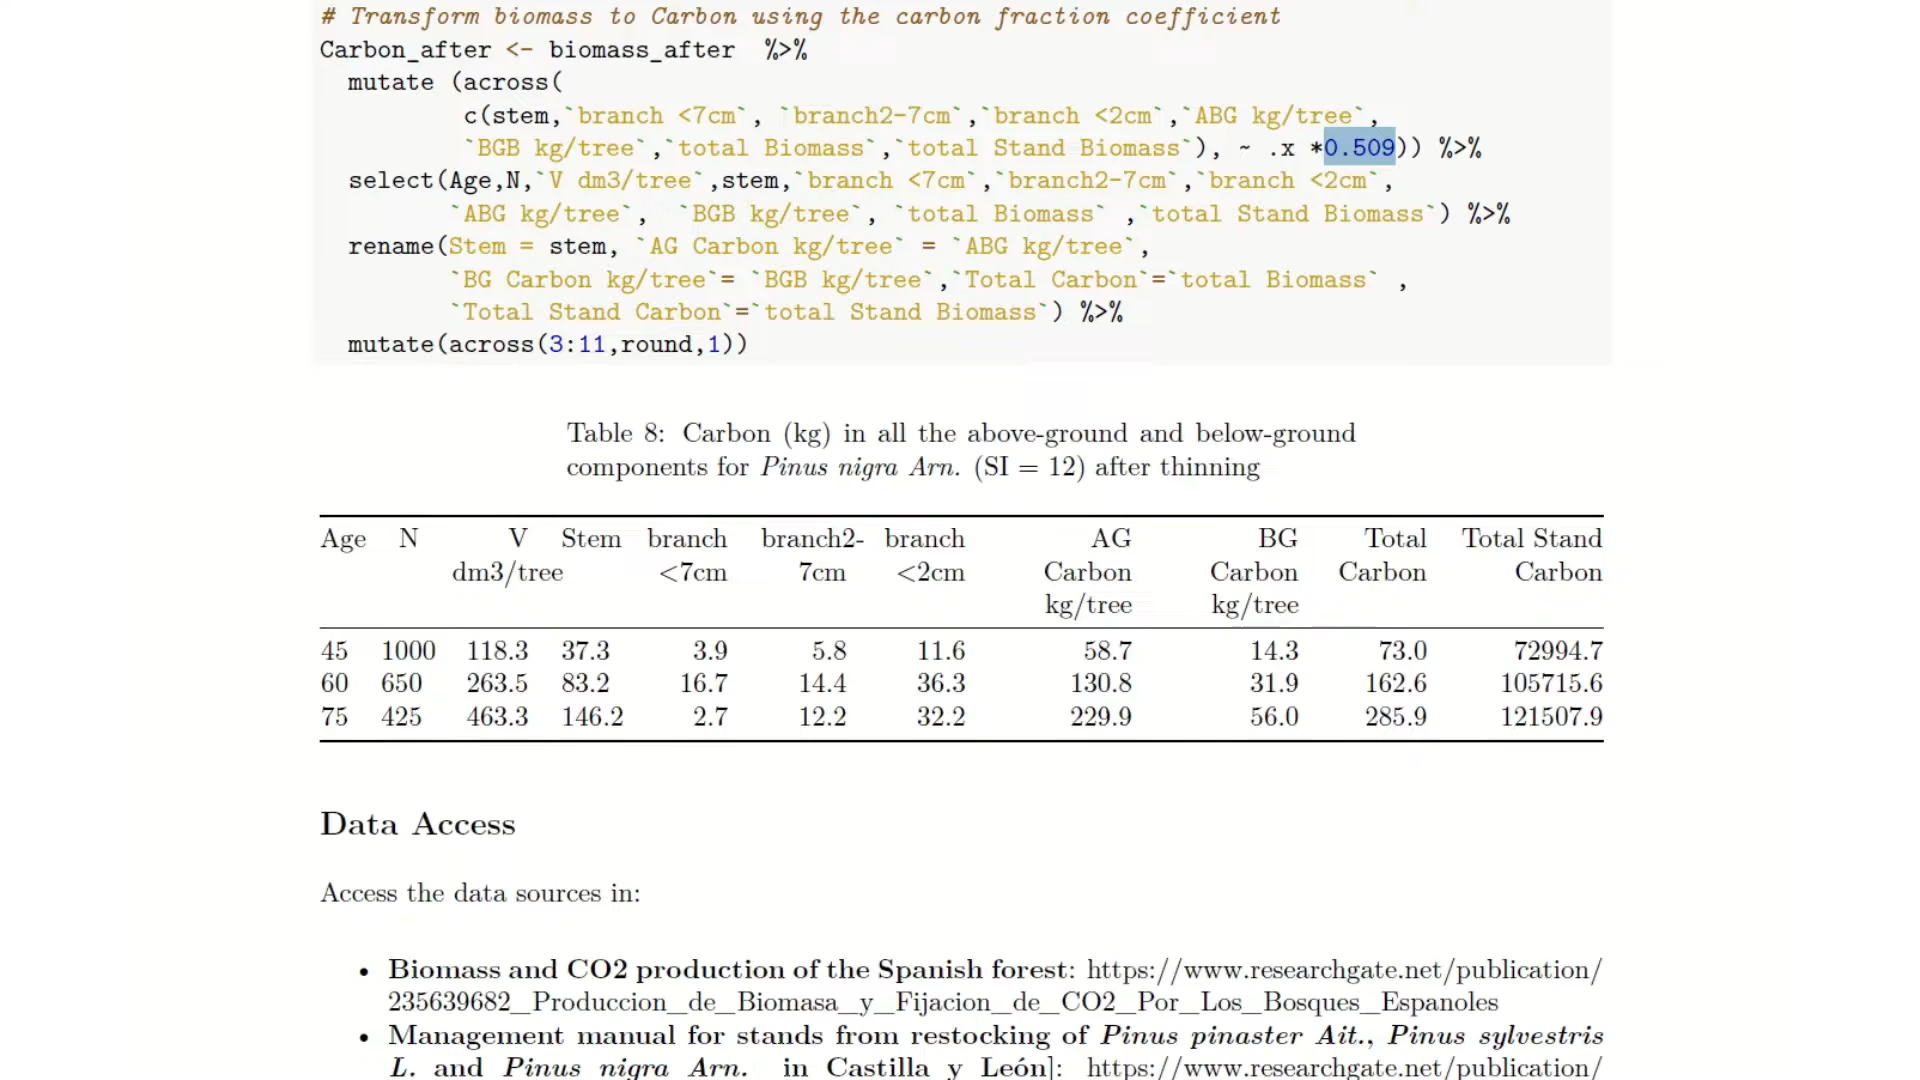 # Transform biomass to Carbon using the carbon fraction coefficient
Carbon_after <- biomass_after  %>%
mutate (across(
c(stem,`branch <7cm`, `branch2-7cm`,`branch <2cm`,`ABG kg/tree`,
`BGB kg/tree`,`total Biomass`,`total Stand Biomass`), ~ .x *0.509)) %>%
select(Age,N,`V dm3/tree`,stem,`branch <7cm`,`branch2-7cm`,`branch <2cm`,
`ABG kg/tree`,  `BGB kg/tree`, `total Biomass` ,`total Stand Biomass`) %>%
rename(Stem = stem, `AG Carbon kg/tree` = `ABG kg/tree`,
`BG Carbon kg/tree`= `BGB kg/tree`,`Total Carbon`=`total Biomass` ,
`Total Stand Carbon`=`total Stand Biomass`) %>%
mutate(across(3:11,round,1))
Table 8: Carbon (kg) in all the above-ground and below-ground
components for Pinus nigra Arn. (SI = 12) after thinning
Age N V Stem branch branch2- branch AG BG Total Total Stand
dm3/tree <7cm 7cm <2cm Carbon Carbon Carbon Carbon
kg/tree kg/tree
45 1000 118.3 37.3 3.9 5.8 11.6 58.7 14.3 73.0 72994.7
60 650 263.5 83.2 16.7 14.4 36.3 130.8 31.9 162.6 105715.6
75 425 463.3 146.2 2.7 12.2 32.2 229.9 56.0 285.9 121507.9
Data Access
Access the data sources in:
• Biomass and CO2 production of the Spanish forest: https://www.researchgate.net/publication/
235639682_Produccion_de_Biomasa_y_Fijacion_de_CO2_Por_Los_Bosques_Espanoles
• Management manual for stands from restocking of Pinus pinaster Ait., Pinus sylvestris
L. and Pinus nigra Arn. in Castilla y León]: https://www.researchgate.net/publication/